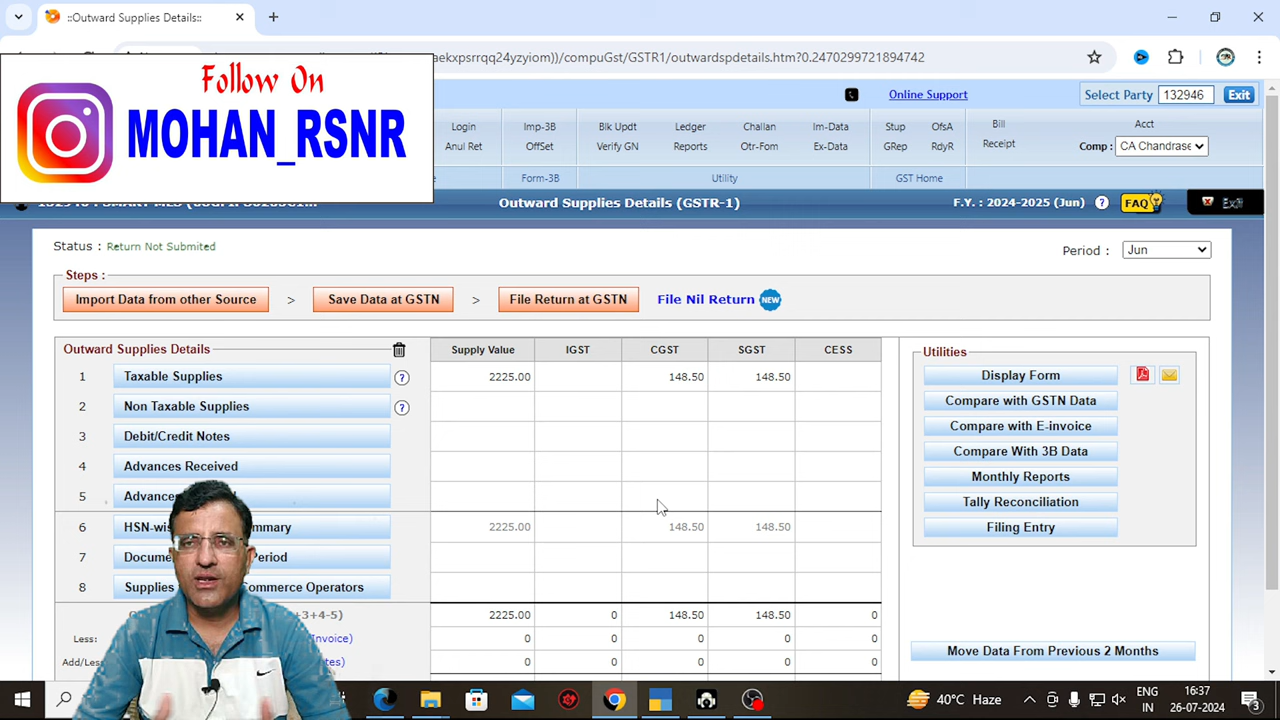 ::Outward Supplies Details::
aekxpsrrqq24yzyiom))/compuGst/GSTR1/outwardspdetails.htm?0.2470299721894742
Follow On
MOHAN_RSNR
Online Support
Select Party 132946 Exit
Login Imp-3B Blk Updt Ledger Challan Im-Data Stup OfsA Bill Acct
Anul Ret OffSet Verify GN Reports Otr-Fom Ex-Data GRep RdyR Receipt Comp : CA Chandrase
Form-3B Utility GST Home
Outward Supplies Details (GSTR-1) F.Y. : 2024-2025 (Jun) ? FAQ Exit
Status : Return Not Submited
Period : Jun
Steps :
Import Data from other Source > Save Data at GSTN > File Return at GSTN File Nil Return NEW
Outward Supplies Details Supply Value IGST CGST SGST CESS
1 Taxable Supplies ? 2225.00 148.50 148.50
2 Non Taxable Supplies ?
3 Debit/Credit Notes
4 Advances Received
5
6 HSN-wi mmary 2225.00 148.50 148.50
7 Docume Period
8 Supplies Commerce Operators
+3+4-5) 2225.00 0 148.50 148.50 0
Less: Invoice) 0 0 0 0 0
Add/Less tes) 0 0 0 0 0
Utilities
Display Form
Compare with GSTN Data
Compare with E-invoice
Compare With 3B Data
Monthly Reports
Tally Reconciliation
Filing Entry
Move Data From Previous 2 Months
40°C Haze ENG 16:37
IN 26-07-2024 3